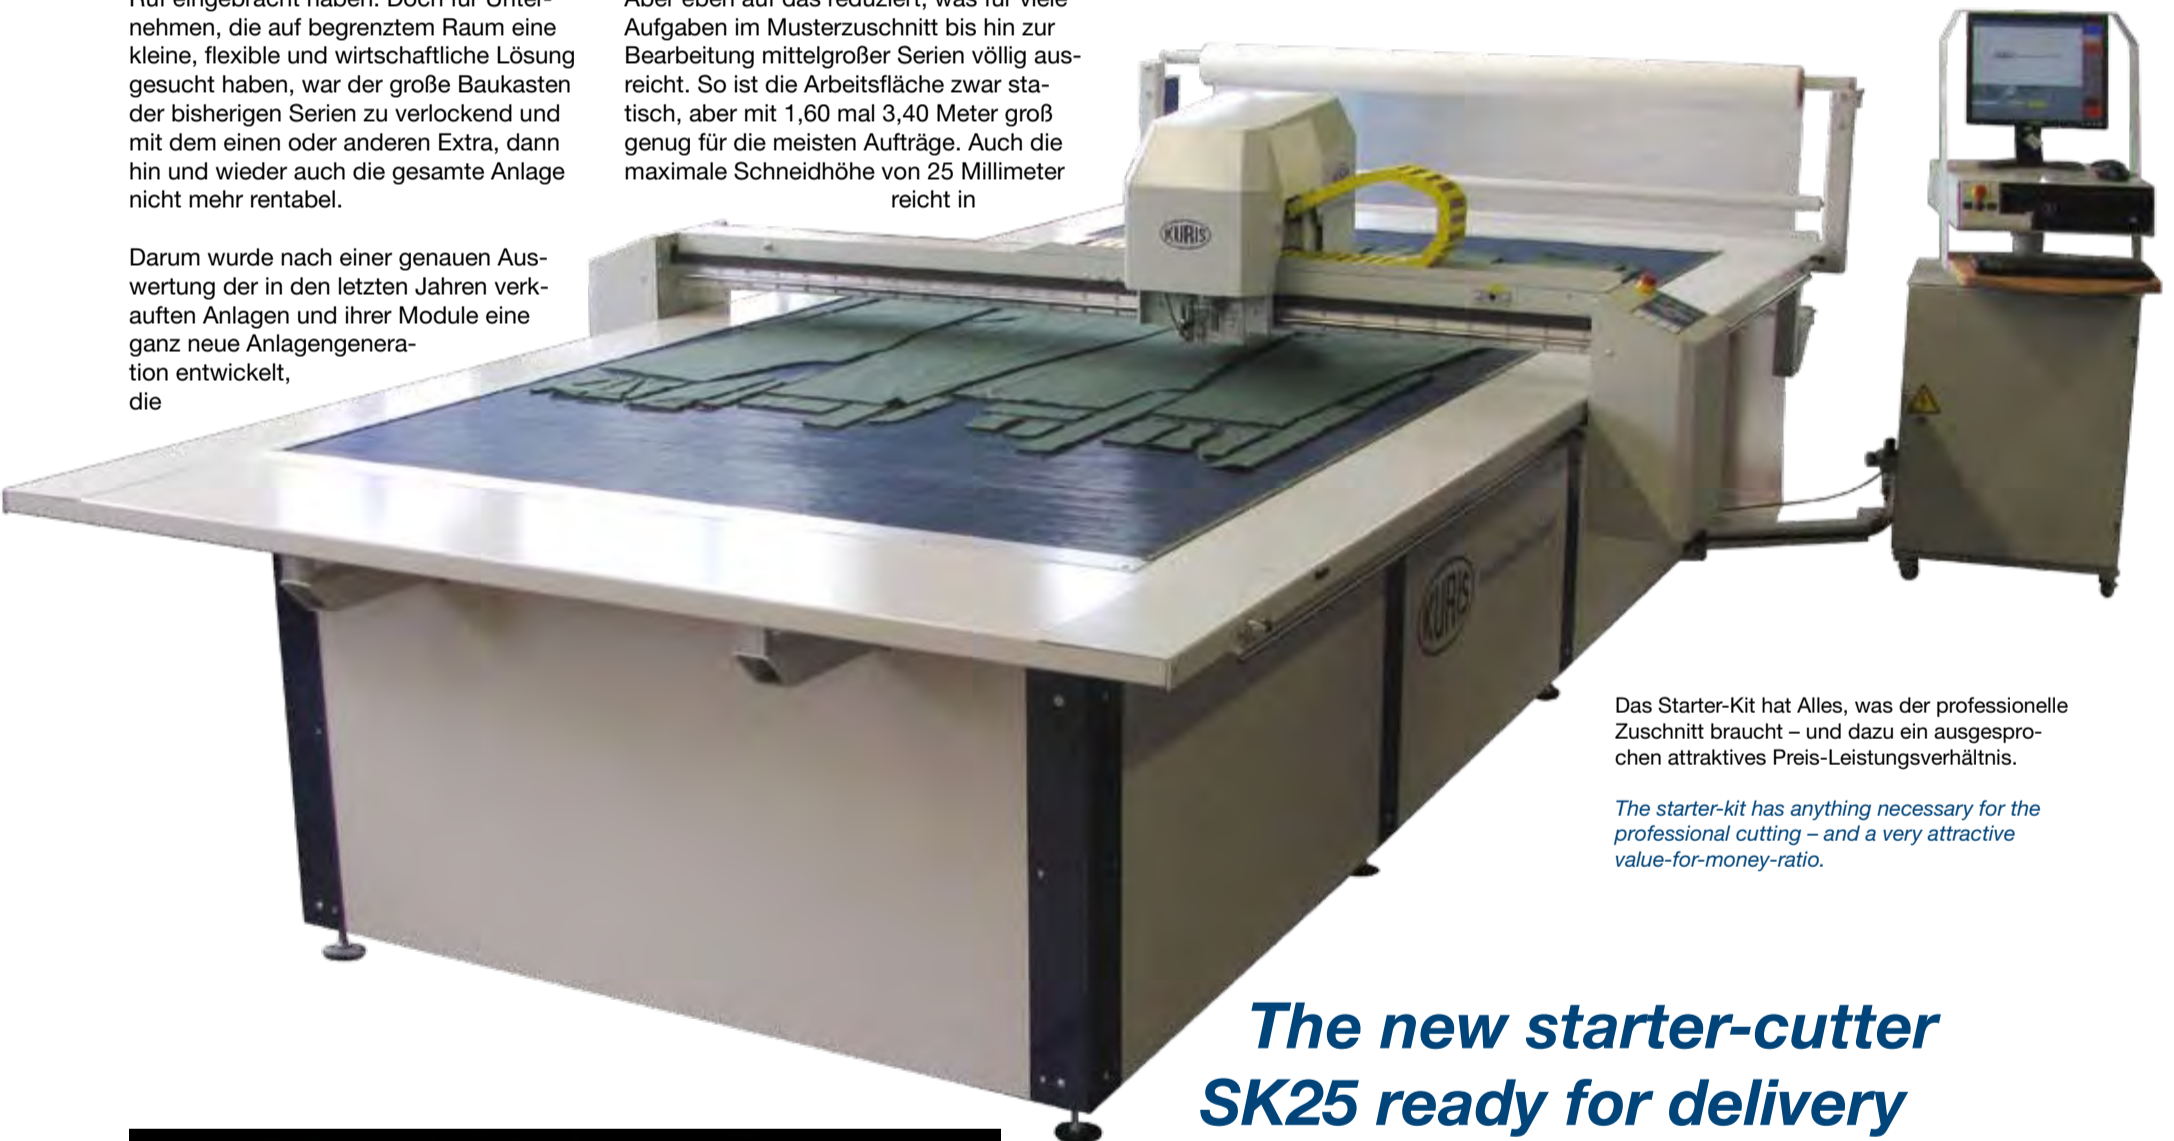 nehmen, die auf begrenztem Raum eine
kleine, flexible und wirtschaftliche Lösung
gesucht haben, war der große Baukasten
der bisherigen Serien zu verlockend und
mit dem einen oder anderen Extra, dann
hin und wieder auch die gesamte Anlage
nicht mehr rentabel.
Darum wurde nach einer genauen Aus-
wertung der in den letzten Jahren verk-
auften Anlagen und ihrer Module eine
ganz neue Anlagengenera-
tion entwickelt,
die
Aber eben auf das reduziert, was für viele
Aufgaben im Musterzuschnitt bis hin zur
Bearbeitung mittelgroßer Serien völlig aus-
reicht. So ist die Arbeitsfläche zwar sta-
tisch, aber mit 1,60 mal 3,40 Meter groß
genug für die meisten Aufträge. Auch die
maximale Schneidhöhe von 25 Millimeter
reicht in
KURIS
KURIS
Das Starter-Kit hat Alles, was der professionelle
Zuschnitt braucht – und dazu ein ausgespro-
chen attraktives Preis-Leistungsverhältnis.
The starter-kit has anything necessary for the
professional cutting – and a very attractive
value-for-money-ratio.
The new starter-cutter
SK25 ready for delivery